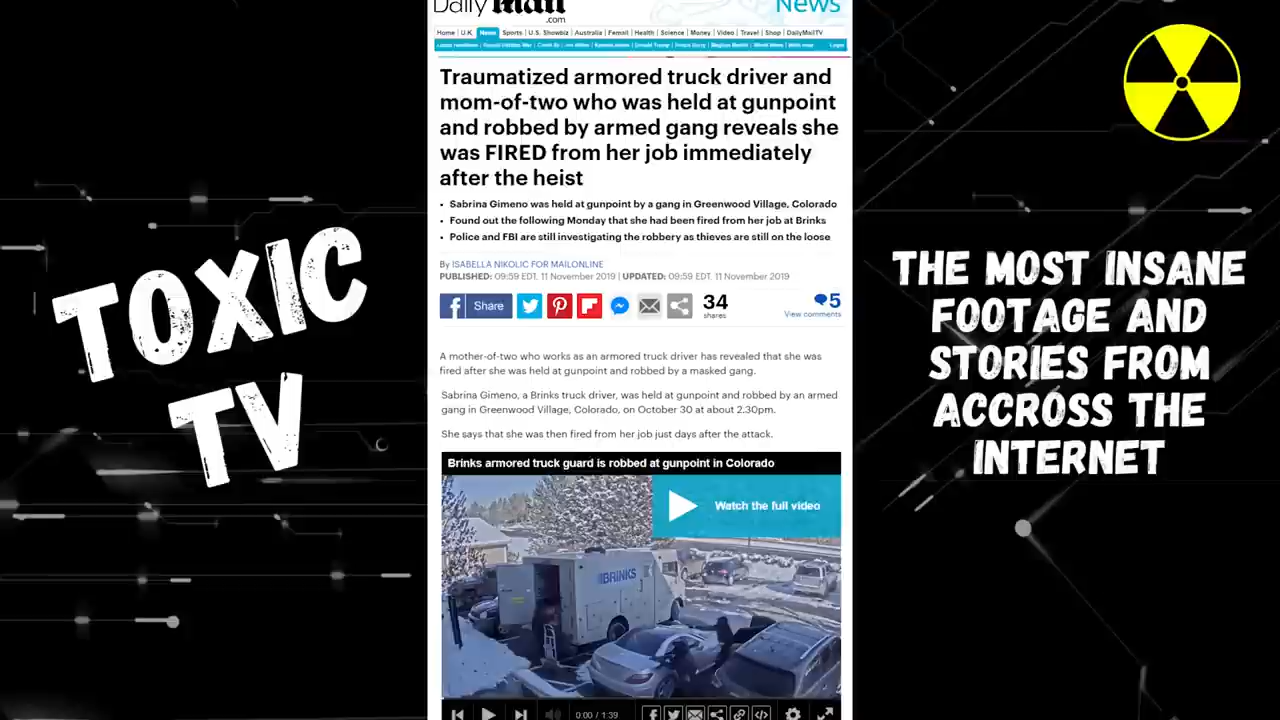 Daily Mail
.com
News
Home U.K. News Sports U.S. Showbiz Australia Femail Health Science Money Video Travel Shop DailyMailTV
Login
Traumatized armored truck driver and
mom-of-two who was held at gunpoint
and robbed by armed gang reveals she
was FIRED from her job immediately
after the heist
• Sabrina Gimeno was held at gunpoint by a gang in Greenwood Village, Colorado
• Found out the following Monday that she had been fired from her job at Brinks
• Police and FBI are still investigating the robbery as thieves are still on the loose
By ISABELLA NIKOLIC FOR MAILONLINE
PUBLISHED: 09:59 EDT, 11 November 2019 | UPDATED: 09:59 EDT, 11 November 2019
Share
34
shares
5
View comments
A mother-of-two who works as an armored truck driver has revealed that she was
fired after she was held at gunpoint and robbed by a masked gang.
Sabrina Gimeno, a Brinks truck driver, was held at gunpoint and robbed by an armed
gang in Greenwood Village, Colorado, on October 30 at about 2.30pm.
She says that she was then fired from her job just days after the attack.
Brinks armored truck guard is robbed at gunpoint in Colorado
Watch the full video
BRINKS
0:00 / 1:39
TOXIC
TV
THE MOST INSANE
FOOTAGE AND
STORIES FROM
ACCROSS THE
INTERNET